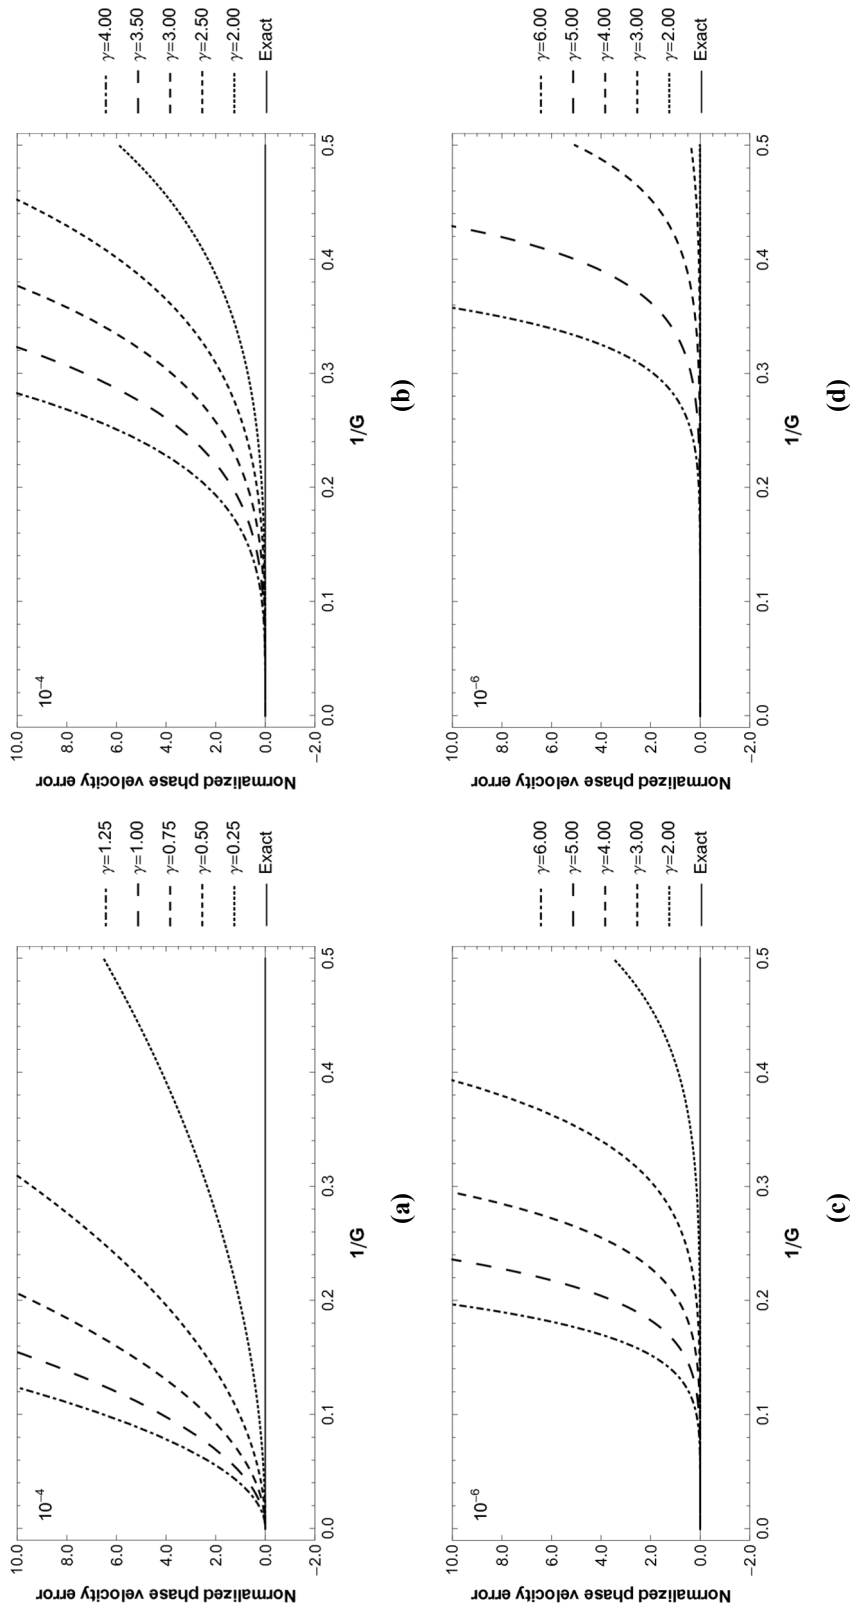 10⁻⁴
Normalized phase velocity error
10.0
8.0
6.0
4.0
2.0
0.0
−2.0
0.0 0.1 0.2 0.3 0.4 0.5
1/G
γ=1.25
γ=1.00
γ=0.75
γ=0.50
γ=0.25
Exact
(a)
10⁻⁴
Normalized phase velocity error
10.0
8.0
6.0
4.0
2.0
0.0
−2.0
0.0 0.1 0.2 0.3 0.4 0.5
1/G
γ=4.00
γ=3.50
γ=3.00
γ=2.50
γ=2.00
Exact
(b)
10⁻⁶
Normalized phase velocity error
10.0
8.0
6.0
4.0
2.0
0.0
−2.0
0.0 0.1 0.2 0.3 0.4 0.5
1/G
γ=6.00
γ=5.00
γ=4.00
γ=3.00
γ=2.00
Exact
(c)
10⁻⁶
Normalized phase velocity error
10.0
8.0
6.0
4.0
2.0
0.0
−2.0
0.0 0.1 0.2 0.3 0.4 0.5
1/G
γ=6.00
γ=5.00
γ=4.00
γ=3.00
γ=2.00
Exact
(d)